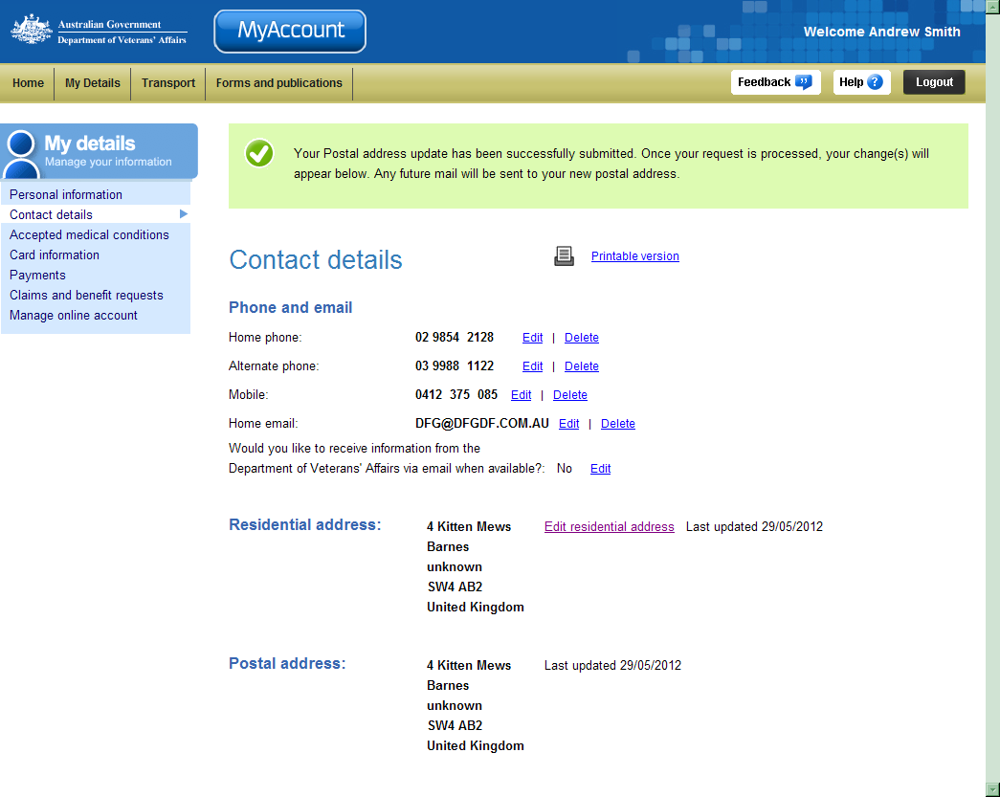 Australian Government
Department of Veterans' Affairs
MyAccount
Welcome Andrew Smith
Home
My Details
Transport
Forms and publications
Feedback
Help
?
Logout
My details
Manage your information
Personal information
Contact details
Accepted medical conditions
Card information
Payments
Claims and benefit requests
Manage online account
Your Postal address update has been successfully submitted. Once your request is processed, your change(s) will
appear below. Any future mail will be sent to your new postal address.
Contact details
Printable version
Phone and email
Home phone: 02 9854 2128 Edit | Delete
Alternate phone: 03 9988 1122 Edit | Delete
Mobile: 0412 375 085 Edit | Delete
Home email: DFG@DFGDF.COM.AU Edit | Delete
Would you like to receive information from the
Department of Veterans' Affairs via email when available?: No Edit
Residential address: 4 Kitten Mews Edit residential address Last updated 29/05/2012
Barnes
unknown
SW4 AB2
United Kingdom
Postal address: 4 Kitten Mews Last updated 29/05/2012
Barnes
unknown
SW4 AB2
United Kingdom